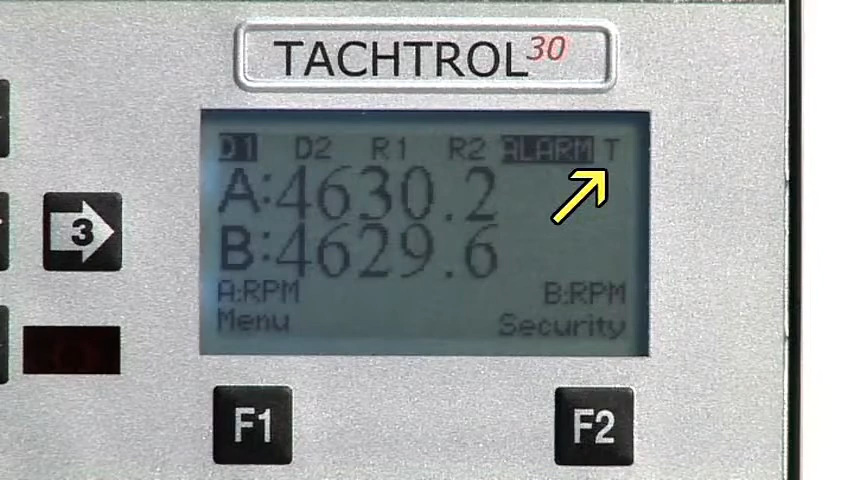 TACHTROL30
D1 D2 R1 R2 ALARM T
A:4630.2
B:4629.6
A:RPM B:RPM
Menu Security
3
F1 F2